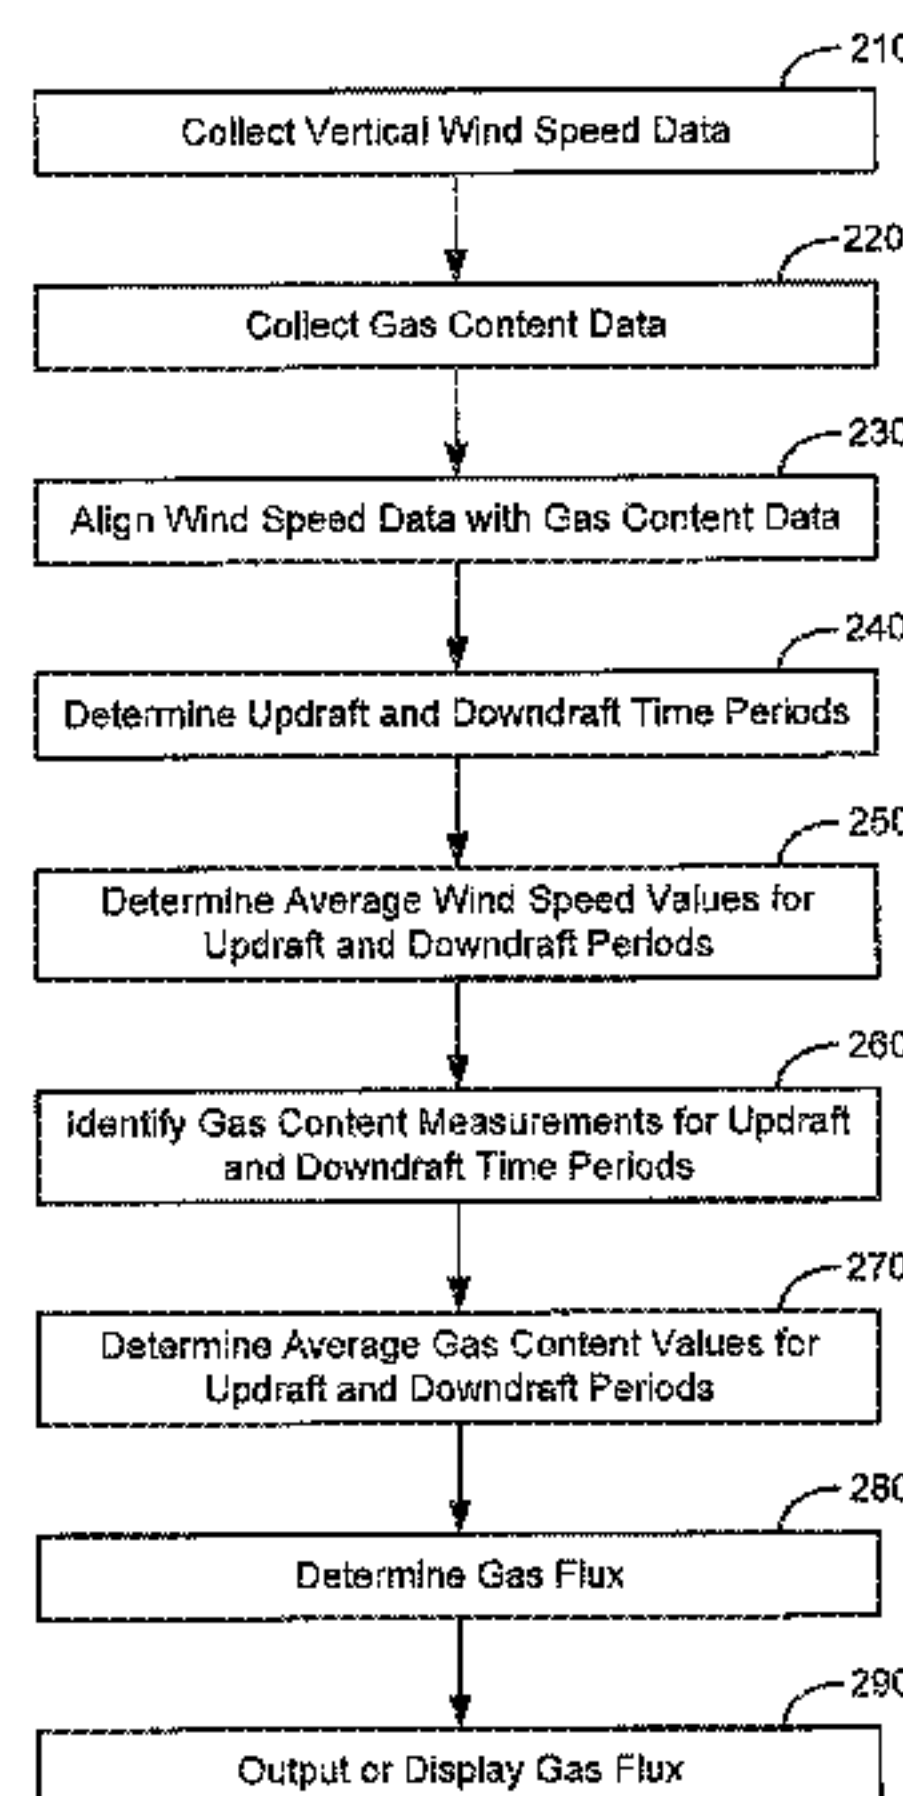 210
Collect Vertical Wind Speed Data
220
Collect Gas Content Data
230
Align Wind Speed Data with Gas Content Data
240
Determine Updraft and Downdraft Time Periods
250
Determine Average Wind Speed Values for
Updraft and Downdraft Periods
260
Identify Gas Content Measurements for Updraft
and Downdraft Time Periods
270
Determine Average Gas Content Values for
Updraft and Downdraft Periods
280
Determine Gas Flux
290
Output or Display Gas Flux